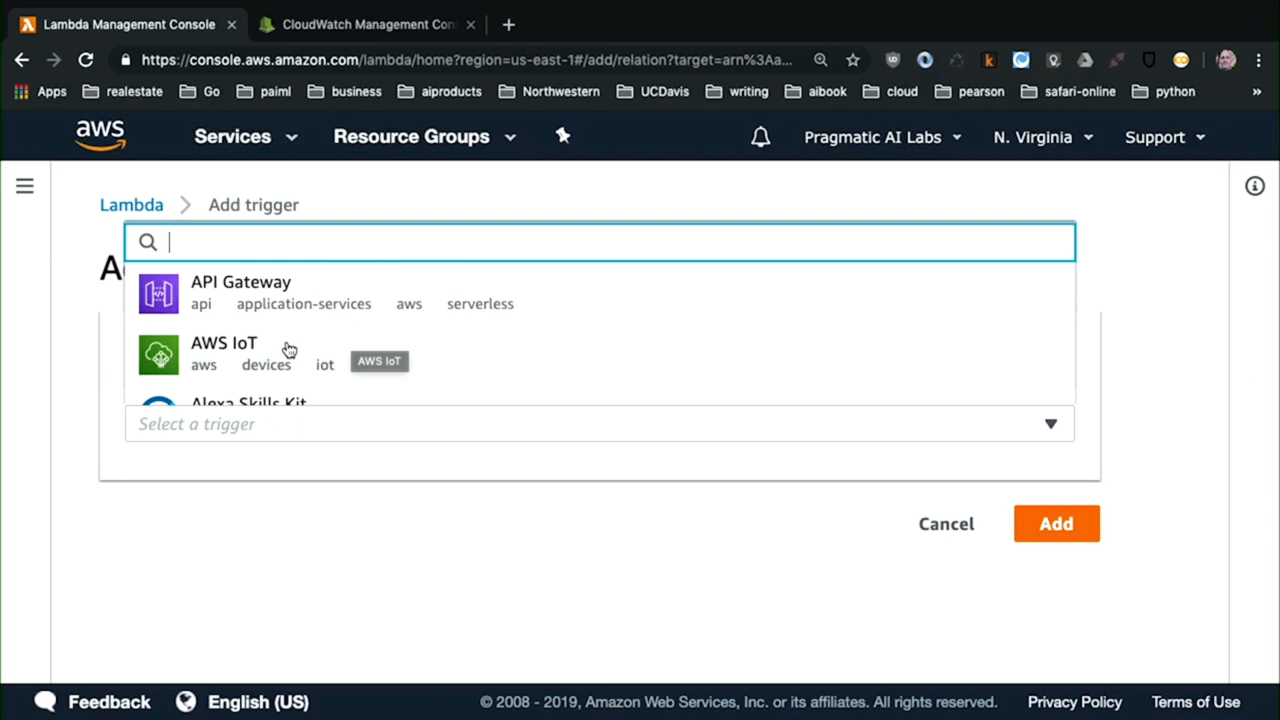 Lambda Management Console
CloudWatch Management Con
https://console.aws.amazon.com/lambda/home?region=us-east-1#/add/relation?target=arn%3Aa...
Apps realestate Go paiml business aiproducts Northwestern UCDavis writing aibook cloud pearson safari-online python »
aws Services Resource Groups Pragmatic AI Labs N. Virginia Support
Lambda Add trigger
A
API Gateway
api application-services aws serverless
AWS IoT
aws devices iot AWS IoT
Alexa Skills Kit
Select a trigger
Cancel Add
Feedback English (US) © 2008 - 2019, Amazon Web Services, Inc. or its affiliates. All rights reserved. Privacy Policy Terms of Use